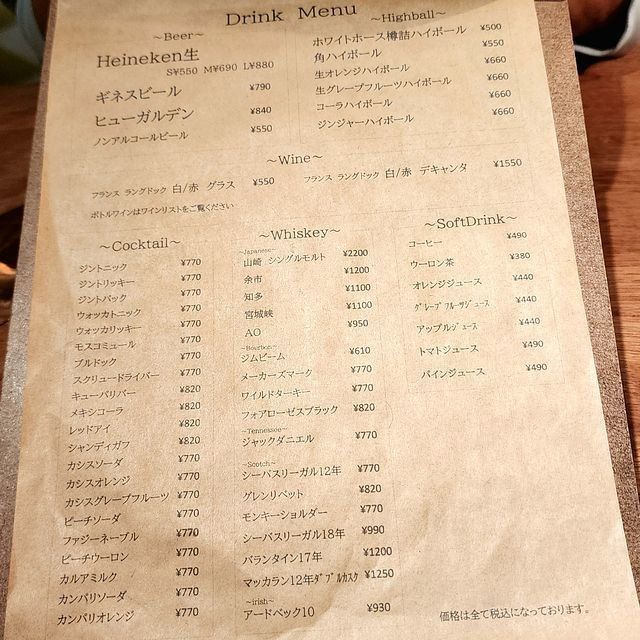 Drink Menu
～Beer～
Heineken生
S¥550 M¥690 L¥880
ギネスビール ¥790
ヒューガルデン ¥840
ノンアルコールビール ¥550
～Highball～
ホワイトホース樽詰ハイボール ¥500
角ハイボール ¥550
生オレンジハイボール ¥660
生グレープフルーツハイボール ¥660
コーラハイボール ¥660
ジンジャーハイボール ¥660
～Wine～
フランス ラングドック 白/赤 グラス ¥550
フランス ラングドック 白/赤 デキャンタ ¥1550
ボトルワインはワインリストをご覧ください
～Cocktail～
ジントニック ¥770
ジンリッキー ¥770
ジンバック ¥770
ウォッカトニック ¥770
ウォッカリッキー ¥770
モスコミュール ¥770
ブルドック ¥770
スクリュードライバー ¥770
キューバリバー ¥820
メキシコーラ ¥820
レッドアイ ¥820
シャンディガフ ¥820
カシスソーダ ¥770
カシスオレンジ ¥770
カシスグレープフルーツ ¥770
ピーチソーダ ¥770
ファジーネーブル ¥770
ピーチウーロン ¥770
カルアミルク ¥770
カンパリソーダ ¥770
カンパリオレンジ ¥770
～Whiskey～
～Japanese～
山崎 シングルモルト ¥2200
余市 ¥1200
知多 ¥1100
宮城峡 ¥1100
AO ¥950
～Bourbon～
ジムビーム ¥610
メーカーズマーク ¥770
ワイルドターキー ¥770
フォアローゼスブラック ¥820
～Tennessee～
ジャックダニエル ¥770
～Scotch～
シーバスリーガル12年 ¥770
グレンリベット ¥820
モンキーショルダー ¥770
シーバスリーガル18年 ¥990
バランタイン17年 ¥1200
マッカラン12年ﾀﾞﾌﾞﾙｶｽｸ ¥1250
～irish～
アードベック10 ¥930
～SoftDrink～
コーヒー ¥490
ウーロン茶 ¥380
オレンジジュース ¥440
ｸﾞﾚｰﾌﾟﾌﾙｰﾂｼﾞｭｰｽ ¥440
アップルｼﾞｭｰｽ ¥440
トマトジュース ¥490
パインジュース ¥490
価格は全て税込になっております。